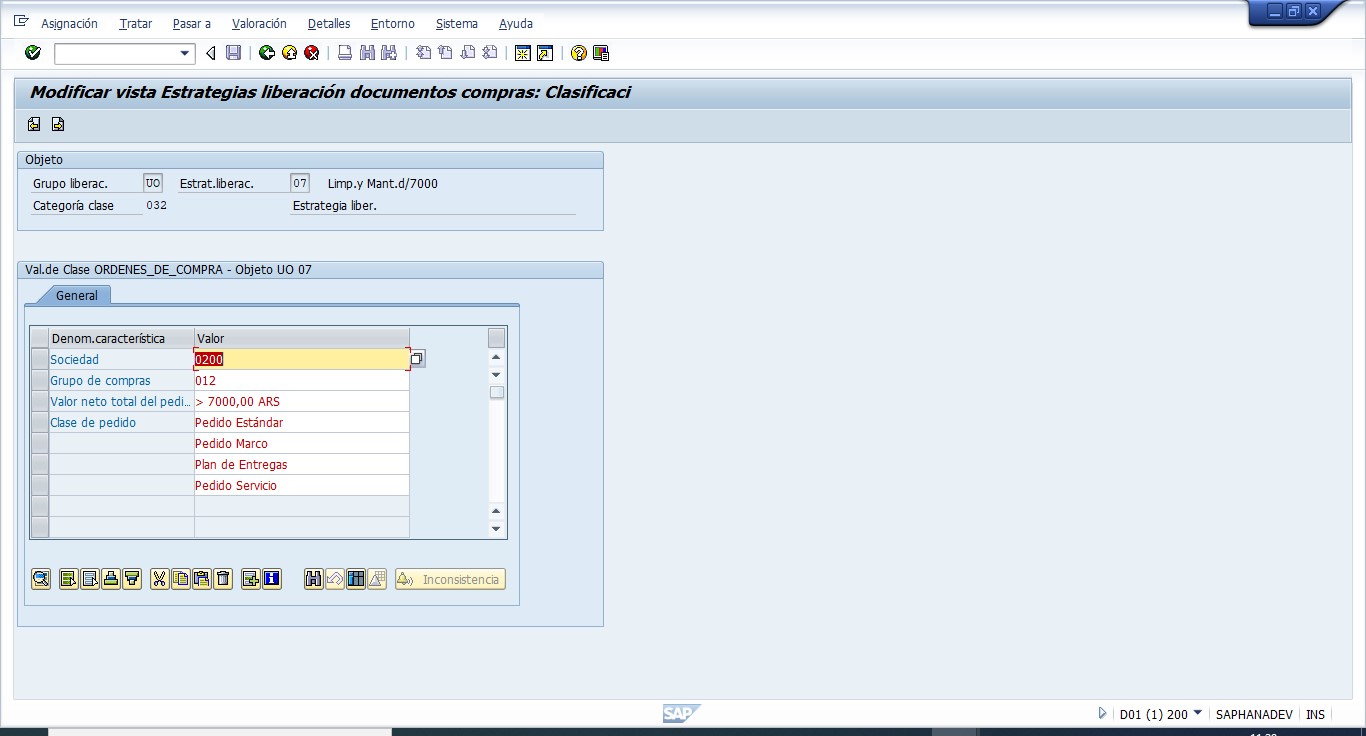 Asignación Tratar Pasar a Valoración Detalles Entorno Sistema Ayuda
Modificar vista Estrategias liberación documentos compras: Clasificaci
Objeto
Grupo liberac. UO Estrat.liberac. 07 Limp.y Mant.d/7000
Categoría clase 032 Estrategia liber.
Val.de Clase ORDENES_DE_COMPRA - Objeto UO 07
General
Denom.característica Valor
Sociedad 0200
Grupo de compras 012
Valor neto total del pedi... > 7000,00 ARS
Clase de pedido Pedido Estándar
Pedido Marco
Plan de Entregas
Pedido Servicio
Inconsistencia
SAP
D01 (1) 200 SAPHANADEV INS